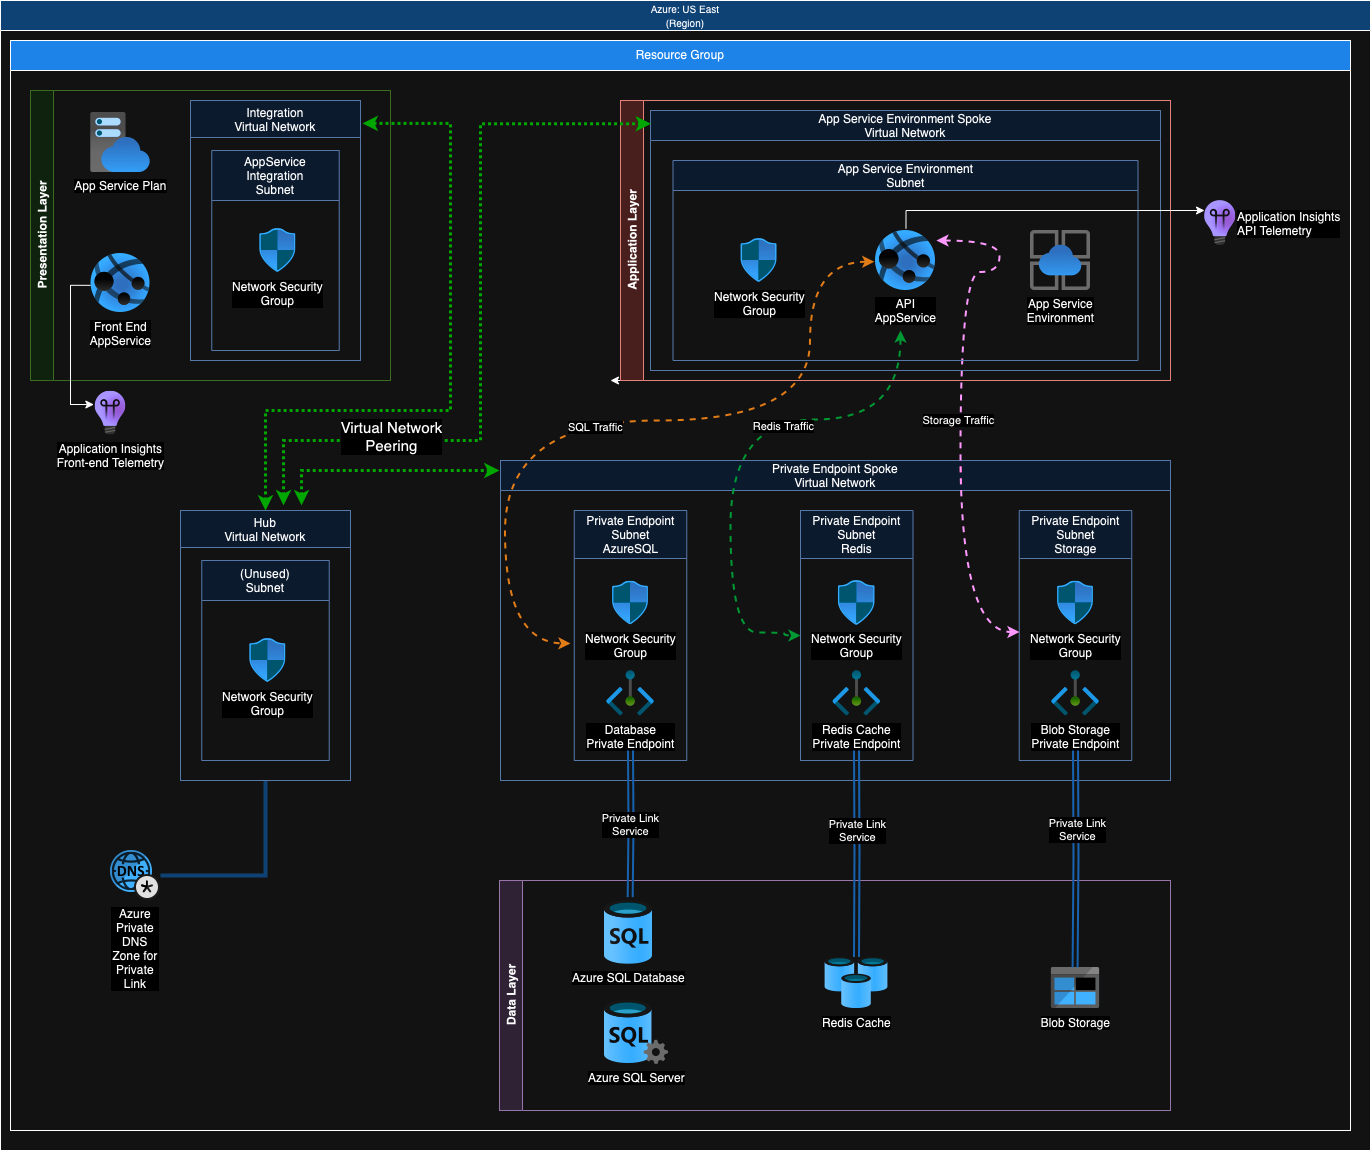 Azure: US East
(Region)
Resource Group
Presentation Layer
App Service Plan
Front End
AppService
Integration
Virtual Network
AppService
Integration
Subnet
Network Security
Group
Application Insights
Front-end Telemetry
Application Layer
App Service Environment Spoke
Virtual Network
App Service Environment
Subnet
Network Security
Group
API
AppService
App Service
Environment
Application Insights
API Telemetry
Virtual Network
Peering
SQL Traffic
Redis Traffic
Storage Traffic
Hub
Virtual Network
(Unused)
Subnet
Network Security
Group
Private Endpoint Spoke
Virtual Network
Private Endpoint
Subnet
AzureSQL
Network Security
Group
Database
Private Endpoint
Private Endpoint
Subnet
Redis
Network Security
Group
Redis Cache
Private Endpoint
Private Endpoint
Subnet
Storage
Network Security
Group
Blob Storage
Private Endpoint
Private Link
Service
Private Link
Service
Private Link
Service
DNS
Azure
Private
DNS
Zone for
Private
Link
Data Layer
SQL
Azure SQL Database
SQL
Azure SQL Server
Redis Cache
Blob Storage